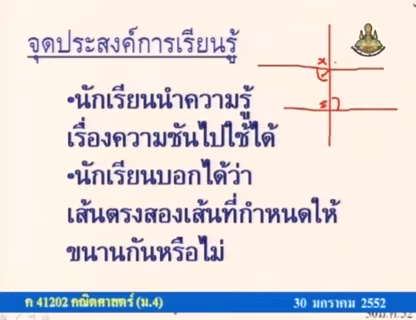 จุดประสงค์การเรียนรู้
•นักเรียนนำความรู้
เรื่องความชันไปใช้ได้
•นักเรียนบอกได้ว่า
เส้นตรงสองเส้นที่กำหนดให้
ขนานกันหรือไม่
ค 41202 คณิตศาสตร์ (ม.4) 30 มกราคม 2552